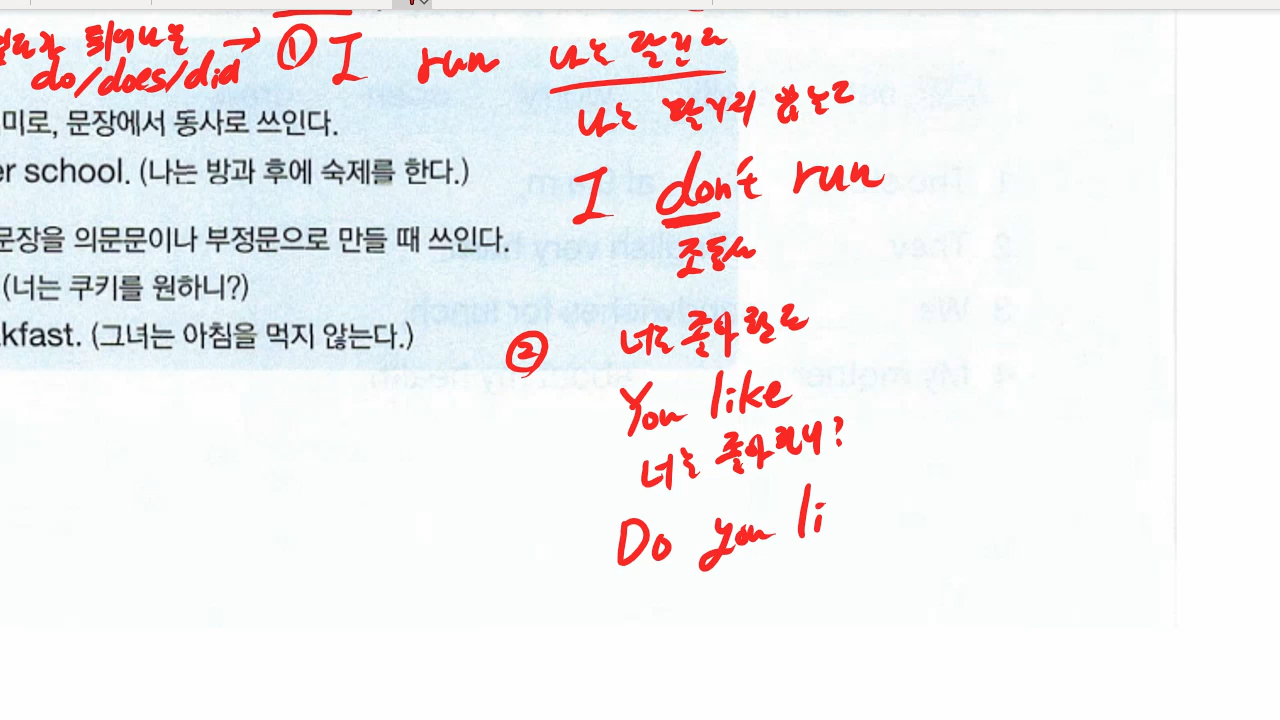 튀어나온 → ① I run 나는 달린다
do/does/did
나는 달리지 않는다
미로, 문장에서 동사로 쓰인다.
er school. (나는 방과 후에 숙제를 한다.)
I don't run
조동사
문장을 의문문이나 부정문으로 만들 때 쓰인다.
(너는 쿠키를 원하니?)
kfast. (그녀는 아침을 먹지 않는다.)
② 너는 좋아한다
You like
너는 좋아하니?
Do you li